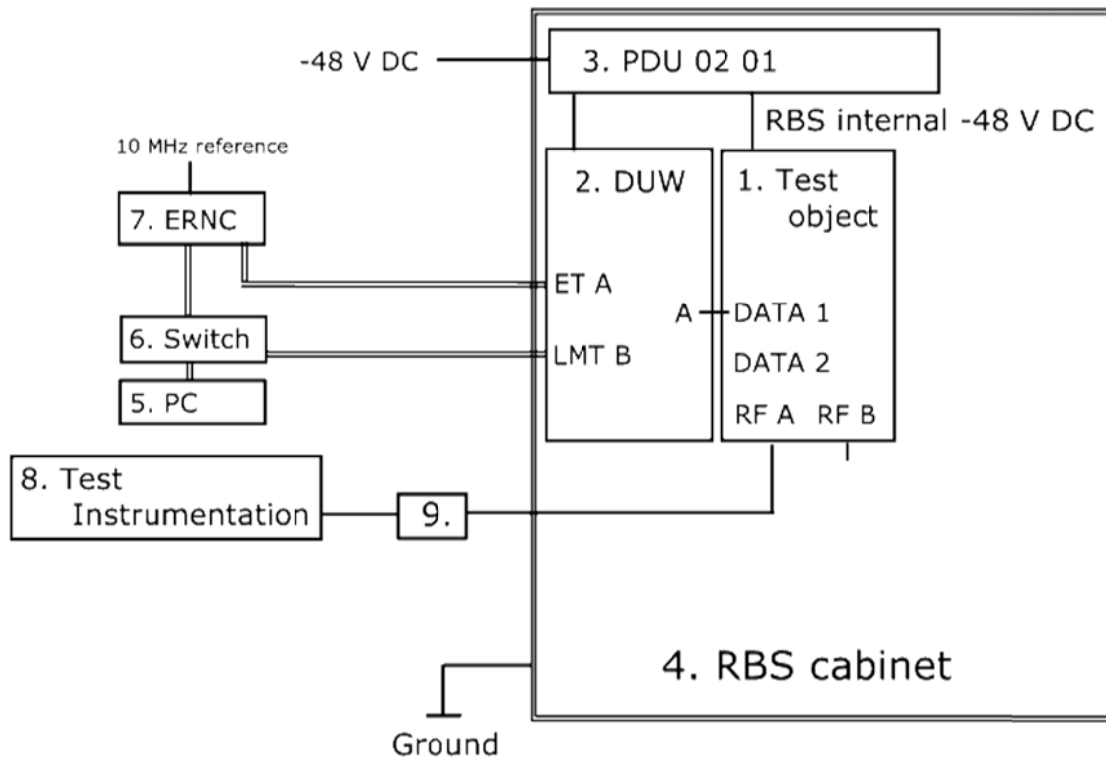 -48 V DC
3. PDU 02 01
RBS internal -48 V DC
10 MHz reference
7. ERNC
2. DUW
1. Test
object
ET A
A
DATA 1
6. Switch
LMT B
DATA 2
5. PC
RF A RF B
8. Test
Instrumentation
9.
4. RBS cabinet
Ground